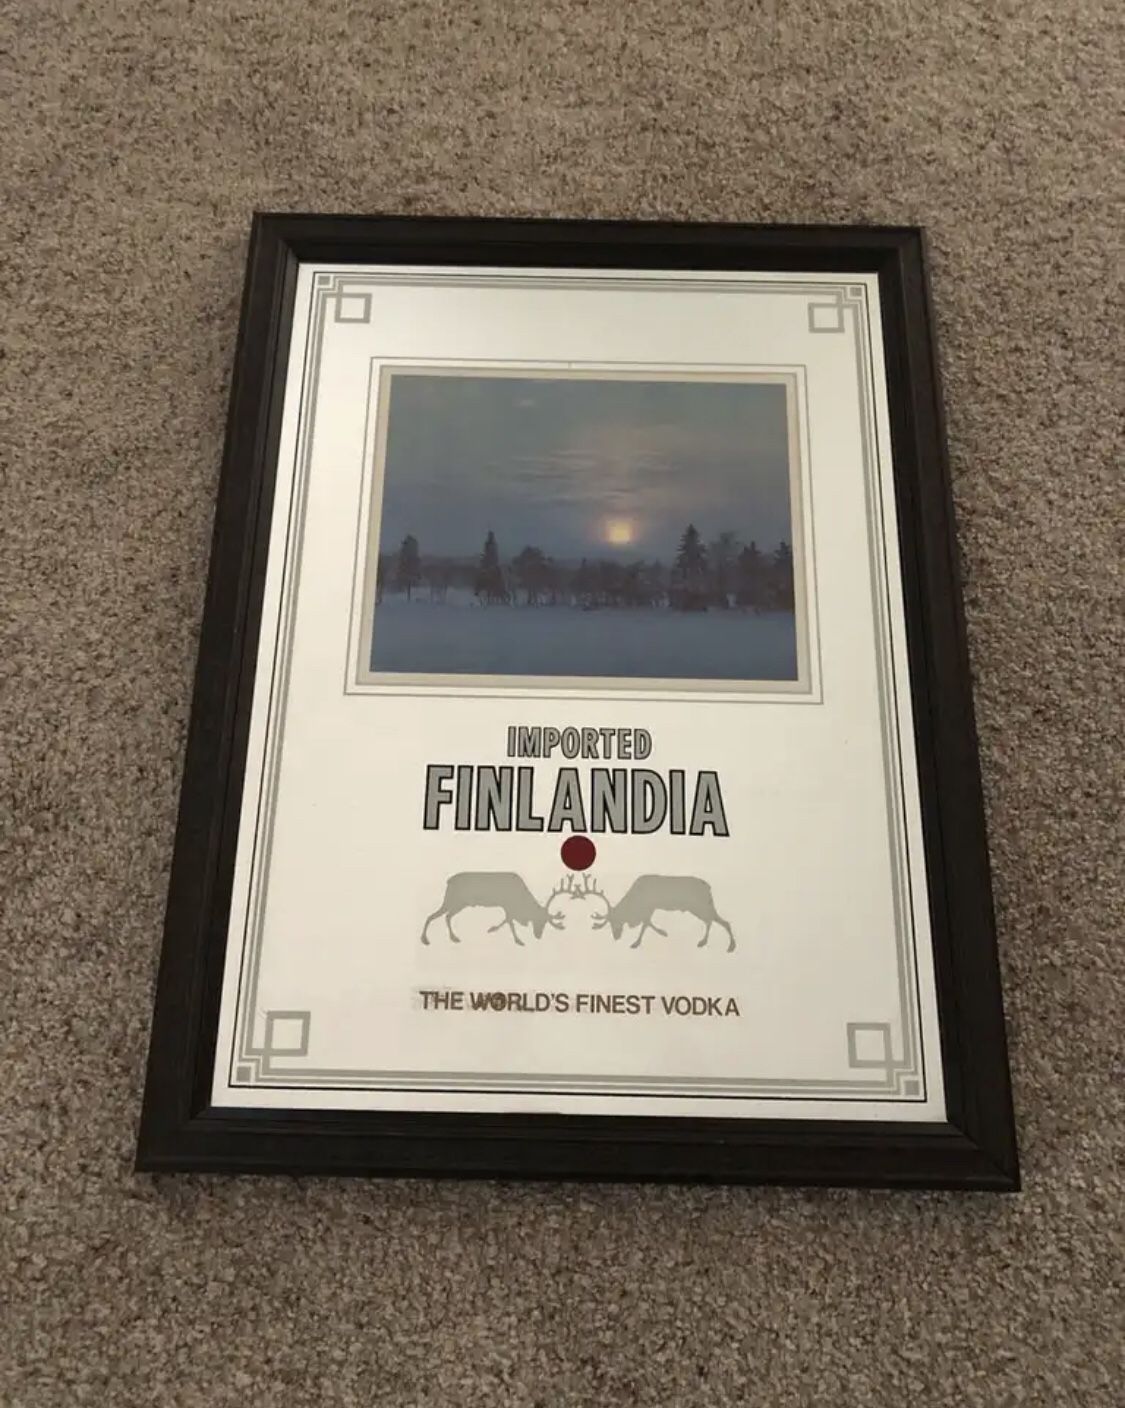 IMPORTED
FINLANDIA
THE WORLD'S FINEST VODKA